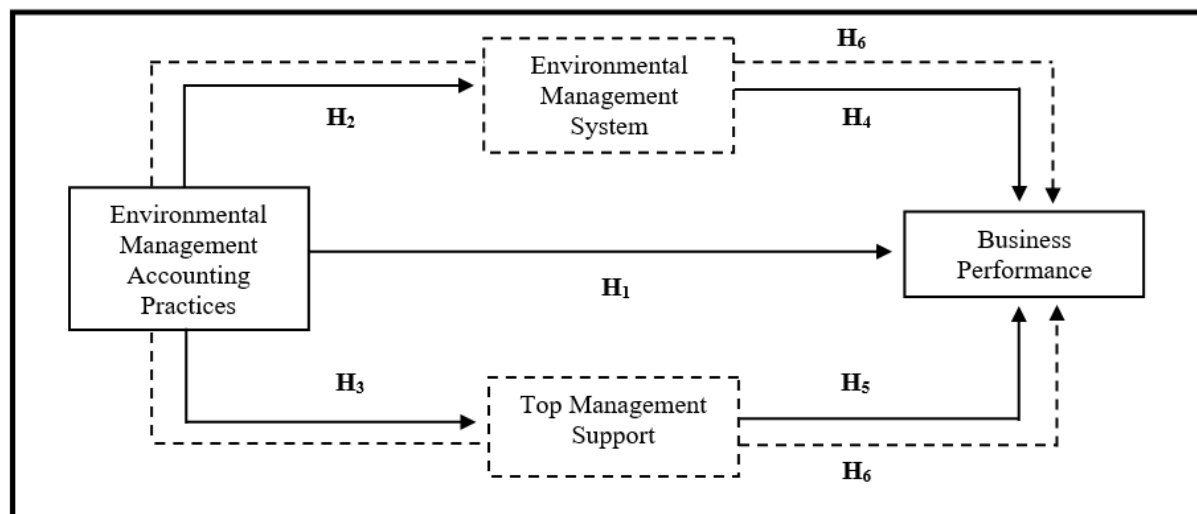 H₆
Environmental
Management
System
H₂
H₄
Environmental
Management
Accounting
Practices
Business
Performance
H₁
H₃
H₅
Top Management
Support
H₆